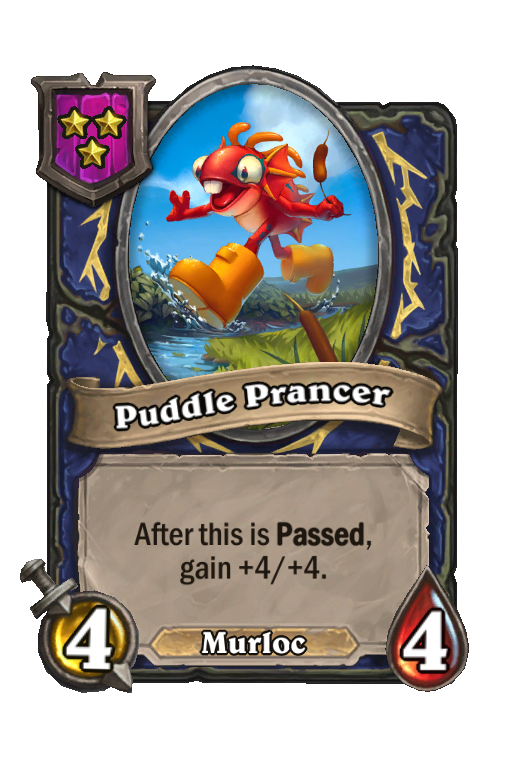 Puddle Prancer
After this is Passed,
gain +4/+4.
Murloc
4
4